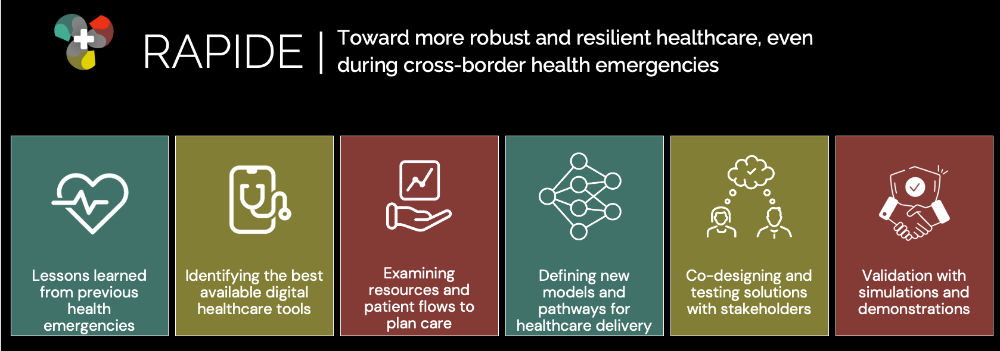 RAPIDE
Toward more robust and resilient healthcare, even
during cross-border health emergencies
Lessons learned
from previous
health
emergencies
Identifying the best
available digital
healthcare tools
Examining
resources and
patient flows to
plan care
Defining new
models and
pathways for
healthcare delivery
Co-designing and
testing solutions
with stakeholders
Validation with
simulations and
demonstrations